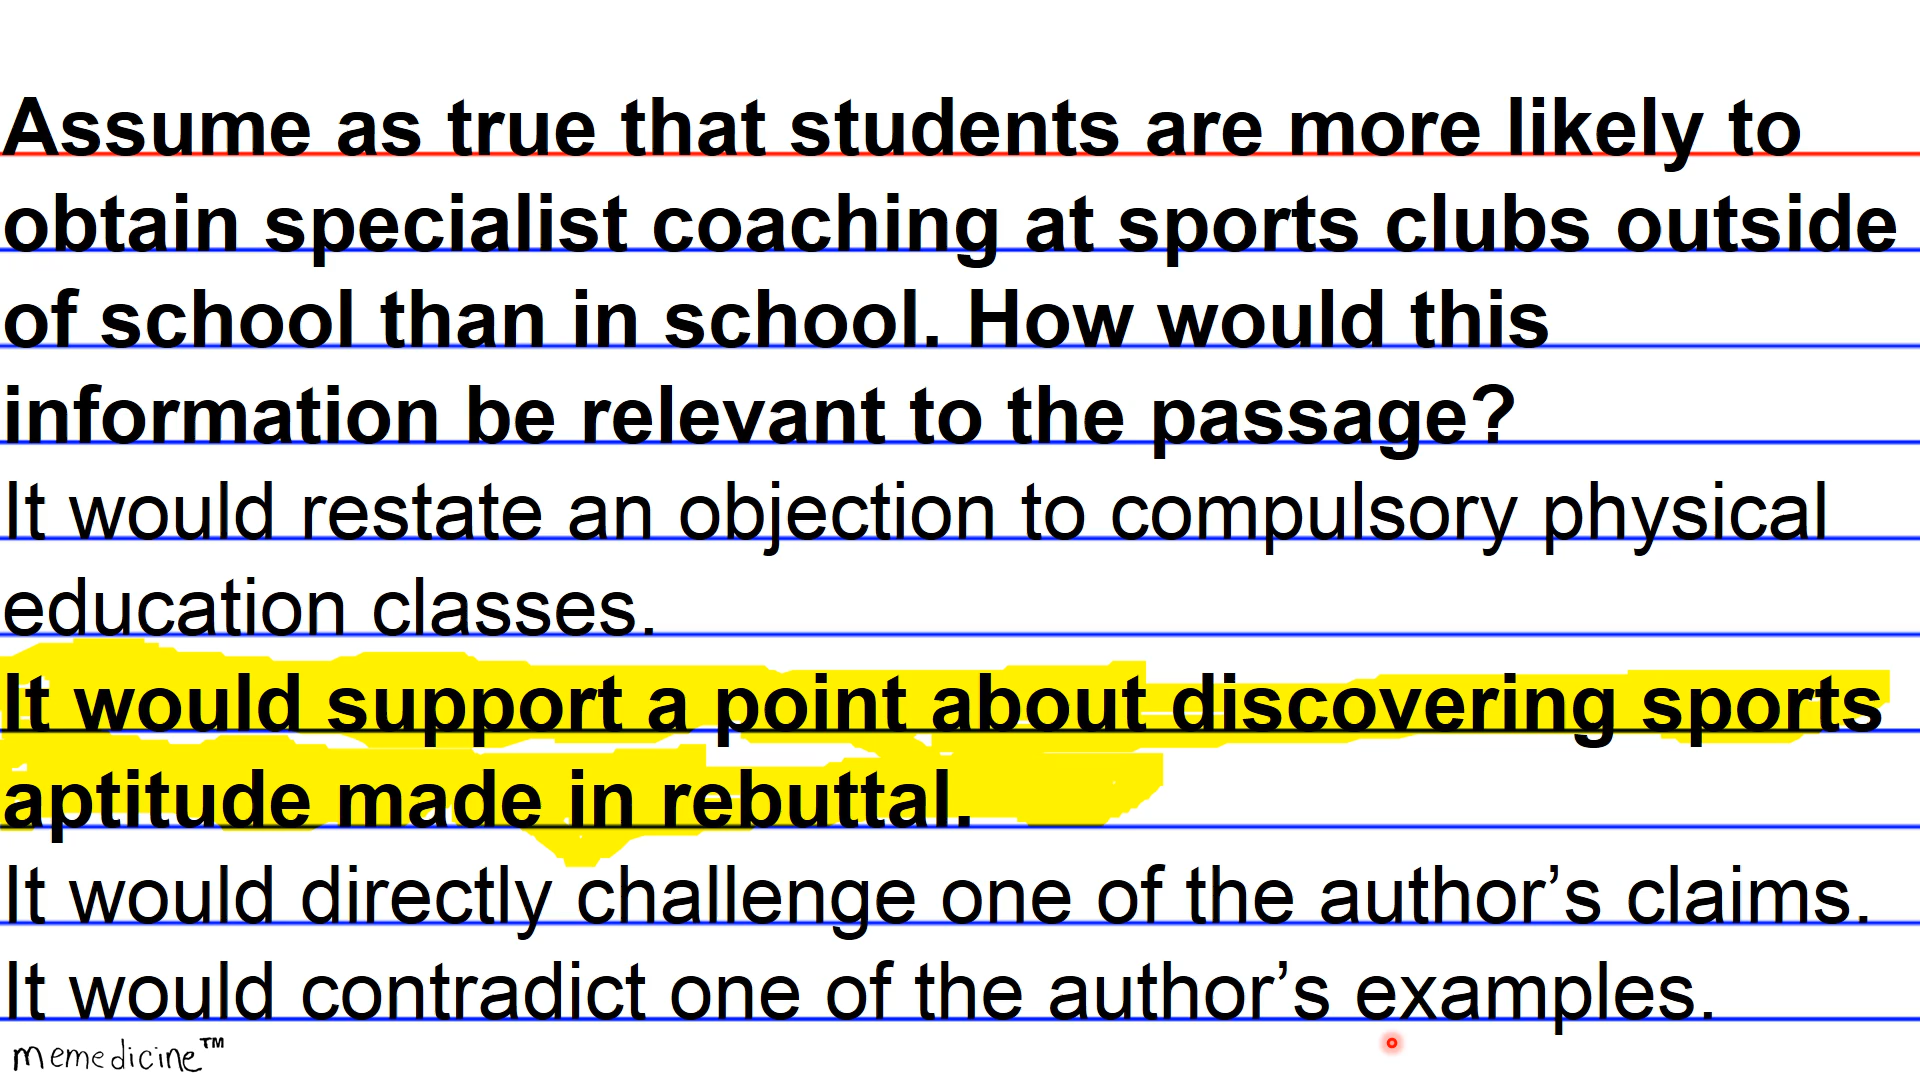 Assume as true that students are more likely to
obtain specialist coaching at sports clubs outside
of school than in school. How would this
information be relevant to the passage?
It would restate an objection to compulsory physical
education classes.
It would support a point about discovering sports
aptitude made in rebuttal.
It would directly challenge one of the author’s claims.
It would contradict one of the author’s examples.
memedicine™